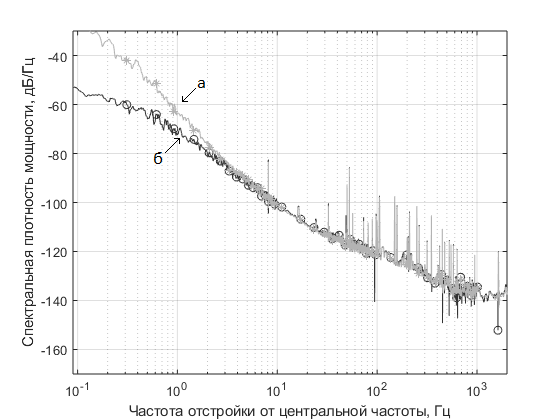 Спектральная плотность мощности, дБ/Гц
-40
-60
-80
-100
-120
-140
-160
а
б
10^-1 10^0 10^1 10^2 10^3
Частота отстройки от центральной частоты, Гц